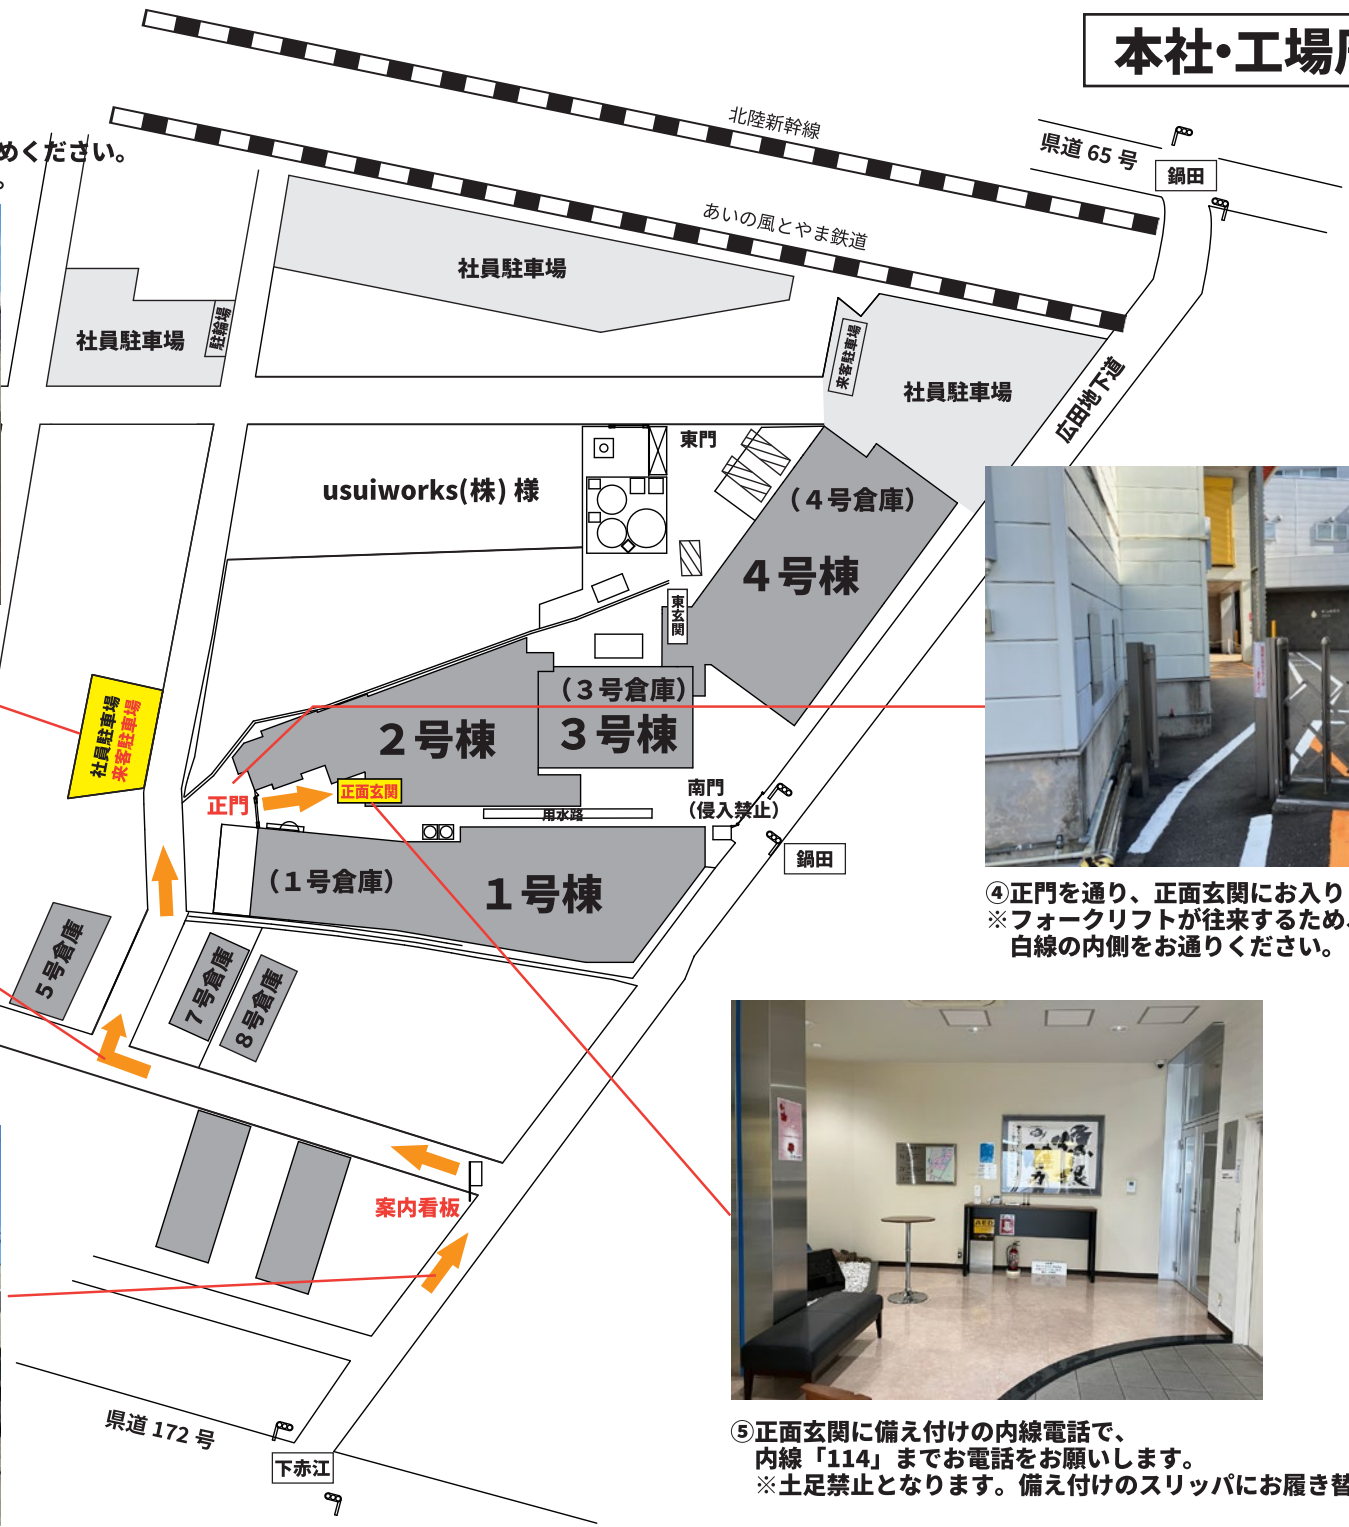 本社・工場
めください。
。
北陸新幹線
県道 65 号
鍋田
あいの風とやま鉄道
社員駐車場
社員駐車場
駐輪場
来客駐車場
社員駐車場
広田地下道
東門
usuiworks(株) 様
（４号倉庫）
４号棟
東玄関
（３号倉庫）
３号棟
２号棟
社員駐車場
来客駐車場
正門
正面玄関
南門
（侵入禁止）
用水路
鍋田
（１号倉庫）
１号棟
５号倉庫
７号倉庫
８号倉庫
④正門を通り、正面玄関にお入り
※フォークリフトが往来するため、
白線の内側をお通りください。
案内看板
県道 172 号
下赤江
⑤正面玄関に備え付けの内線電話で、
内線「114」までお電話をお願いします。
※土足禁止となります。備え付けのスリッパにお履き替